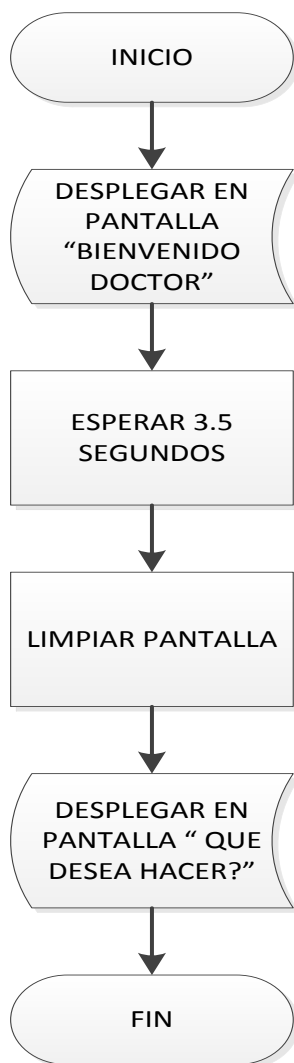 INICIO
DESPLEGAR EN
PANTALLA
“BIENVENIDO
DOCTOR”
ESPERAR 3.5
SEGUNDOS
LIMPIAR PANTALLA
DESPLEGAR EN
PANTALLA “ QUE
DESEA HACER?”
FIN